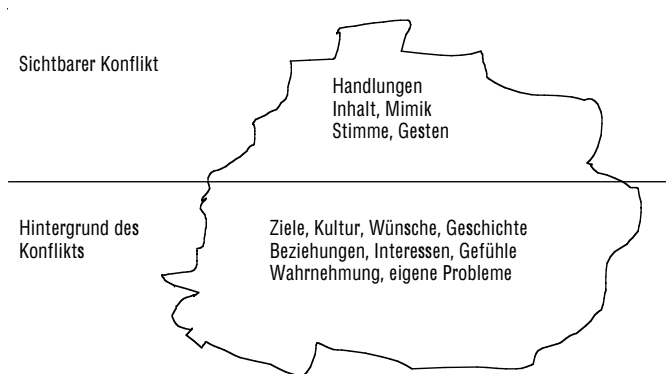 Sichtbarer Konflikt
Handlungen
Inhalt, Mimik
Stimme, Gesten
Hintergrund des
Konflikts
Ziele, Kultur, Wünsche, Geschichte
Beziehungen, Interessen, Gefühle
Wahrnehmung, eigene Probleme